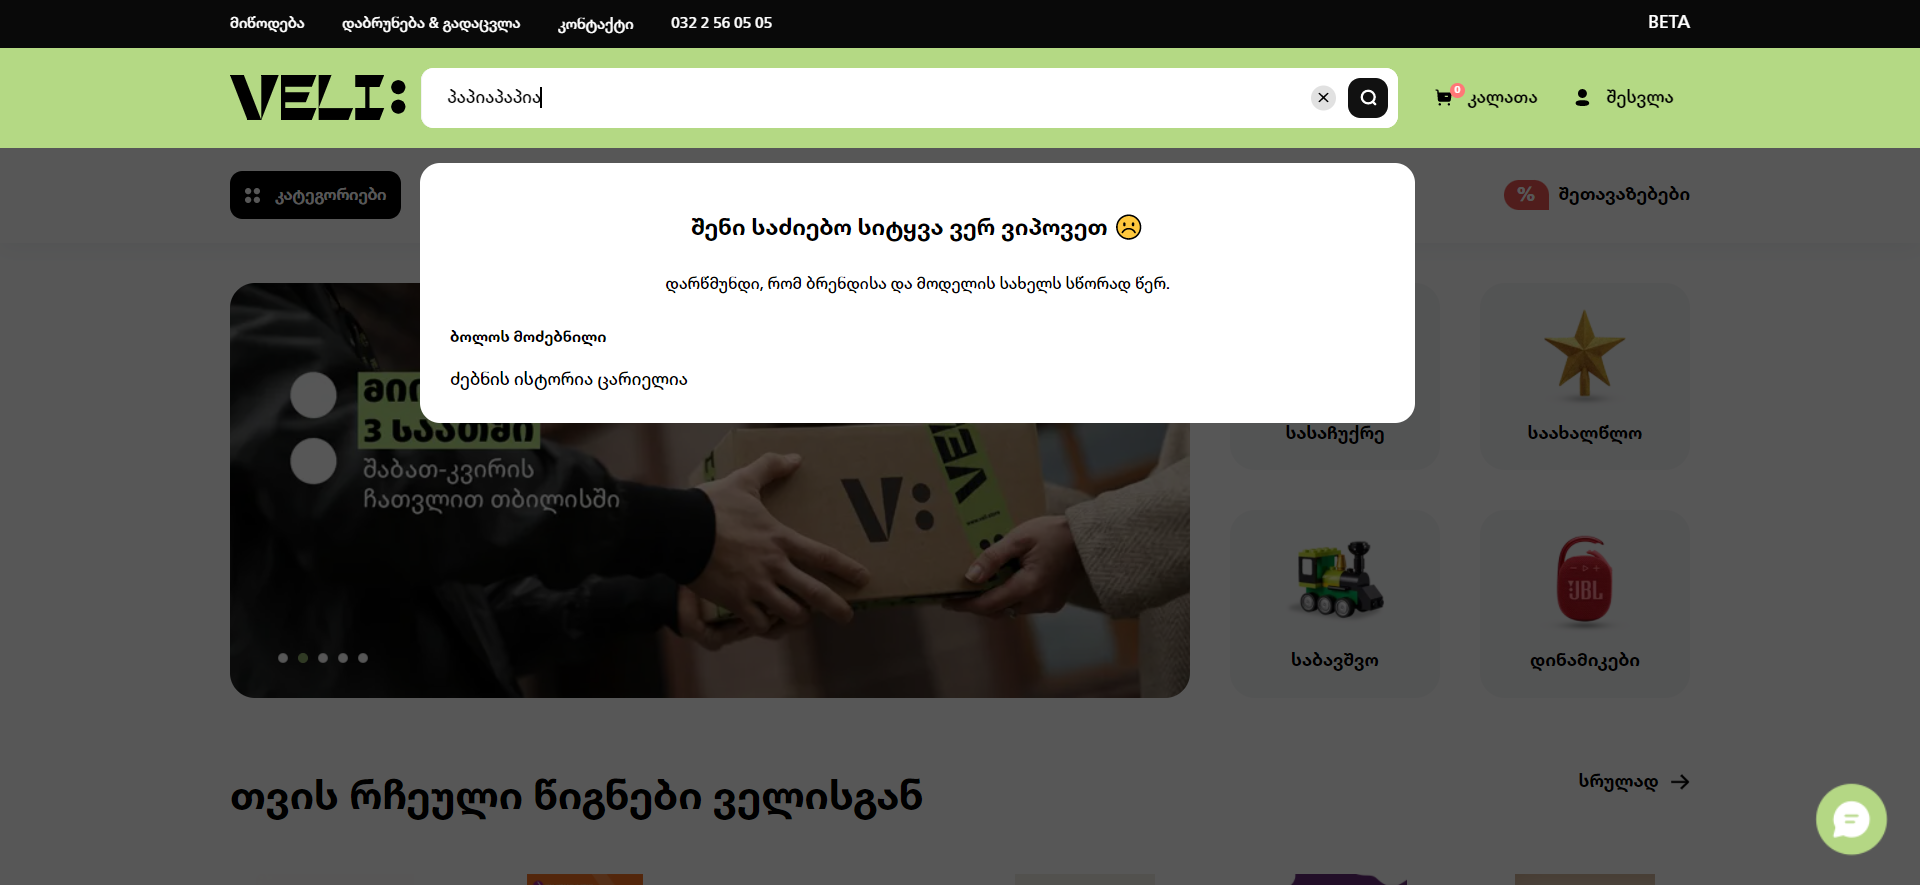 მიწოდება
დაბრუნება & გადაცვლა
კონტაქტი
032 2 56 05 05
BETA
VELI:
პაპიაპაპია
0
კალათა
შესვლა
კატეგორიები
% შეთავაზებები
შენი საძიებო სიტყვა ვერ ვიპოვეთ ☹️
დარწმუნდი, რომ ბრენდისა და მოდელის სახელს სწორად წერ.
ბოლოს მოძებნილი
ძებნის ისტორია ცარიელია
3 საათში
შაბათ-კვირის
ჩათვლით თბილისში
V:
სასაჩუქრე
საახალწლო
JBL
საბავშვო
დინამიკები
თვის რჩეული წიგნები ველისგან
სრულად